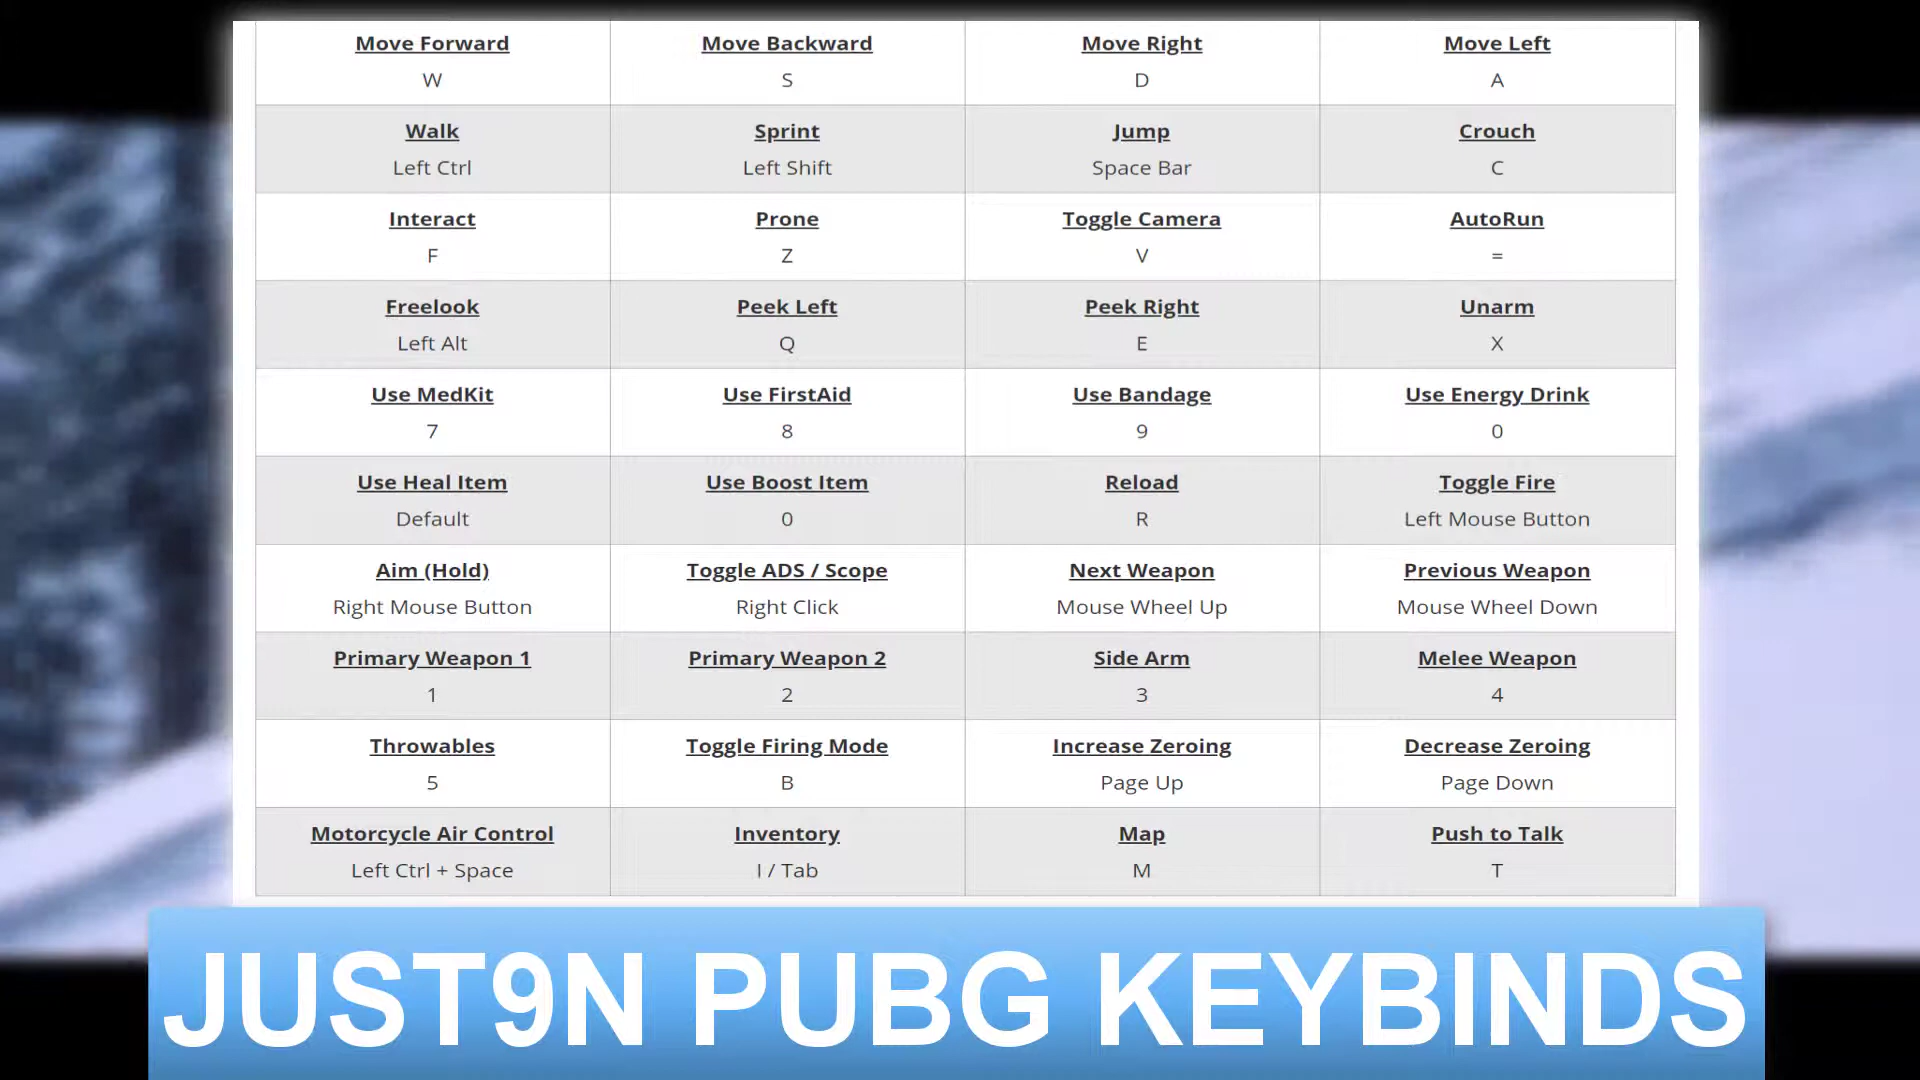 Move Forward Move Backward Move Right Move Left
W S D A
Walk Sprint Jump Crouch
Left Ctrl Left Shift Space Bar C
Interact Prone Toggle Camera AutoRun
F Z V =
Freelook Peek Left Peek Right Unarm
Left Alt Q E X
Use MedKit Use FirstAid Use Bandage Use Energy Drink
7 8 9 0
Use Heal Item Use Boost Item Reload Toggle Fire
Default 0 R Left Mouse Button
Aim (Hold) Toggle ADS / Scope Next Weapon Previous Weapon
Right Mouse Button Right Click Mouse Wheel Up Mouse Wheel Down
Primary Weapon 1 Primary Weapon 2 Side Arm Melee Weapon
1 2 3 4
Throwables Toggle Firing Mode Increase Zeroing Decrease Zeroing
5 B Page Up Page Down
Motorcycle Air Control Inventory Map Push to Talk
Left Ctrl + Space I / Tab M T
JUST9N PUBG KEYBINDS